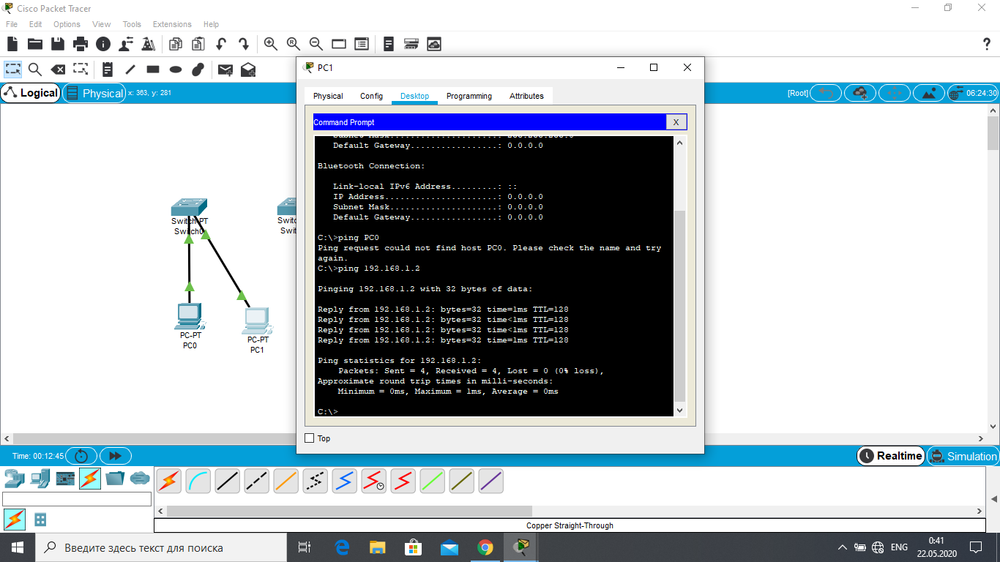 Cisco Packet Tracer
File Edit Options View Tools Extensions Help
Logical
Physical
x: 363, y: 281
[Root]
06:24:30
Switch-PT
Switch0
PC-PT
PC0
PC-PT
PC1
PC1
Physical Config Desktop Programming Attributes
Command Prompt
X
Default Gateway.................: 0.0.0.0
Bluetooth Connection:
Link-local IPv6 Address.........: ::
IP Address......................: 0.0.0.0
Subnet Mask.....................: 0.0.0.0
Default Gateway.................: 0.0.0.0
C:\>ping PC0
Ping request could not find host PC0. Please check the name and try
again.
C:\>ping 192.168.1.2
Pinging 192.168.1.2 with 32 bytes of data:
Reply from 192.168.1.2: bytes=32 time=1ms TTL=128
Reply from 192.168.1.2: bytes=32 time<1ms TTL=128
Reply from 192.168.1.2: bytes=32 time<1ms TTL=128
Reply from 192.168.1.2: bytes=32 time=1ms TTL=128
Ping statistics for 192.168.1.2:
Packets: Sent = 4, Received = 4, Lost = 0 (0% loss),
Approximate round trip times in milli-seconds:
Minimum = 0ms, Maximum = 1ms, Average = 0ms
C:\>
Top
Time: 00:12:45
Realtime
Simulation
Copper Straight-Through
Введите здесь текст для поиска
ENG
0:41
22.05.2020